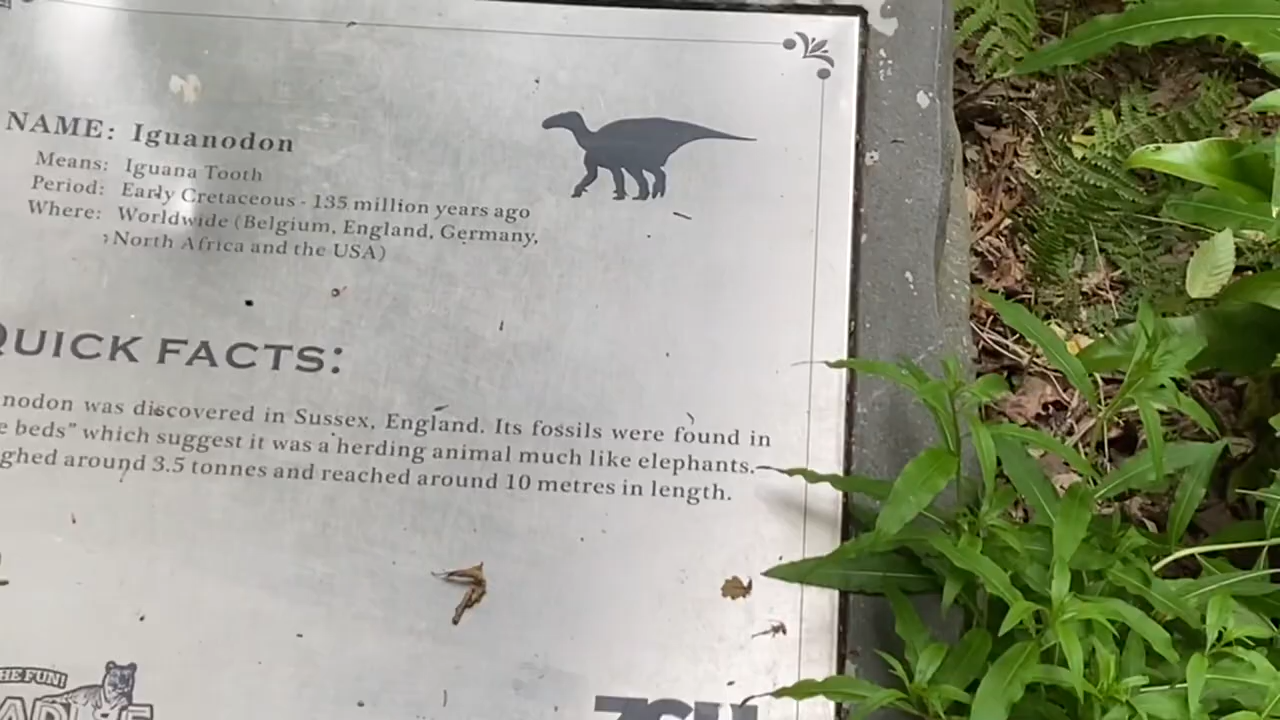 NAME: Iguanodon
Means: Iguana Tooth
Period: Early Cretaceous - 135 million years ago
Where: Worldwide (Belgium, England, Germany,
North Africa and the USA)
QUICK FACTS:
nodon was discovered in Sussex, England. Its fossils were found in
e beds" which suggest it was a herding animal much like elephants.
ghed around 3.5 tonnes and reached around 10 metres in length.
HE FUN!